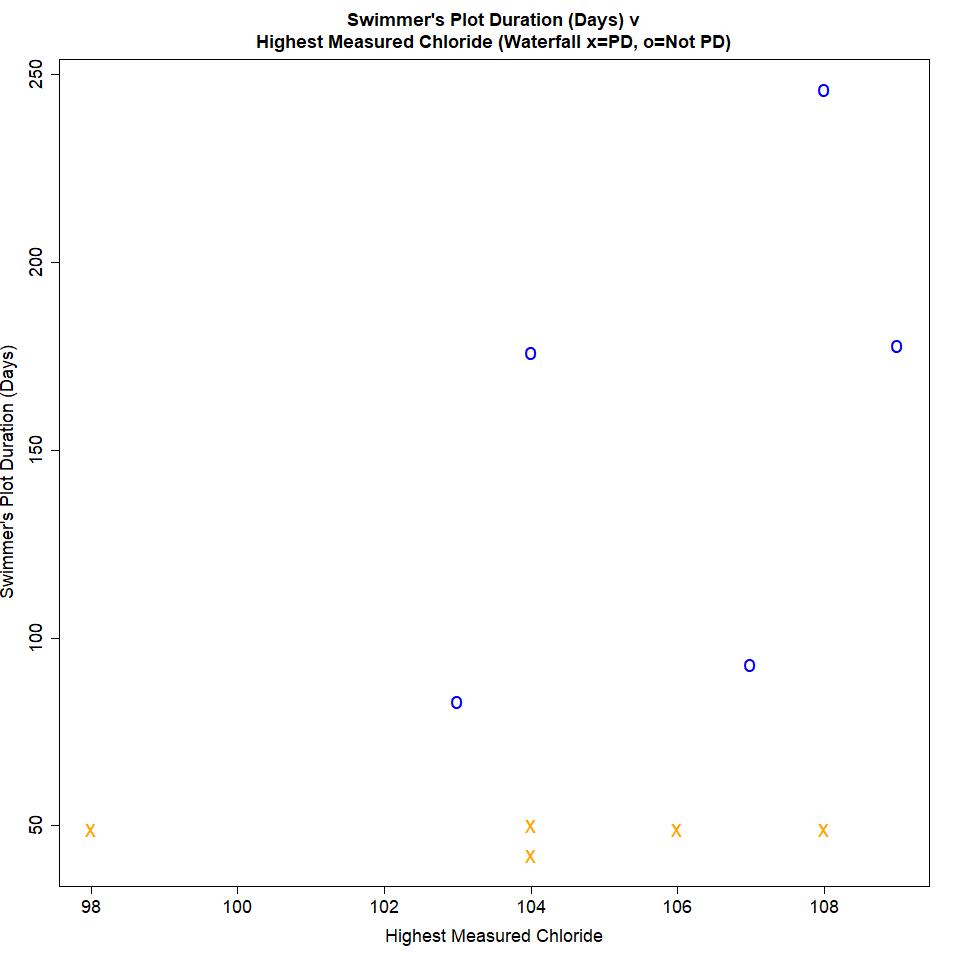 Swimmer's Plot Duration (Days) v
Highest Measured Chloride (Waterfall x=PD, o=Not PD)
Swimmer's Plot Duration (Days)
250
200
150
100
50
O
O
O
O
O
X
X
X
X
X
98 100 102 104 106 108
Highest Measured Chloride